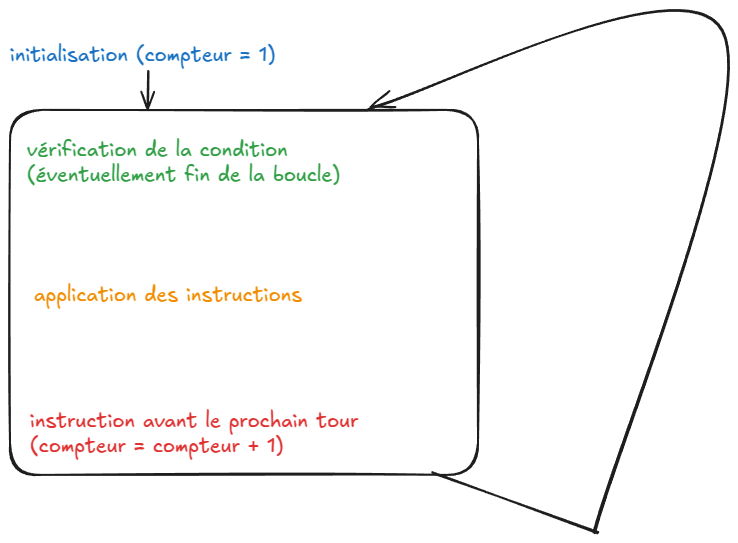 initialisation (compteur = 1)
vérification de la condition
(éventuellement fin de la boucle)
application des instructions
instruction avant le prochain tour
(compteur = compteur + 1)